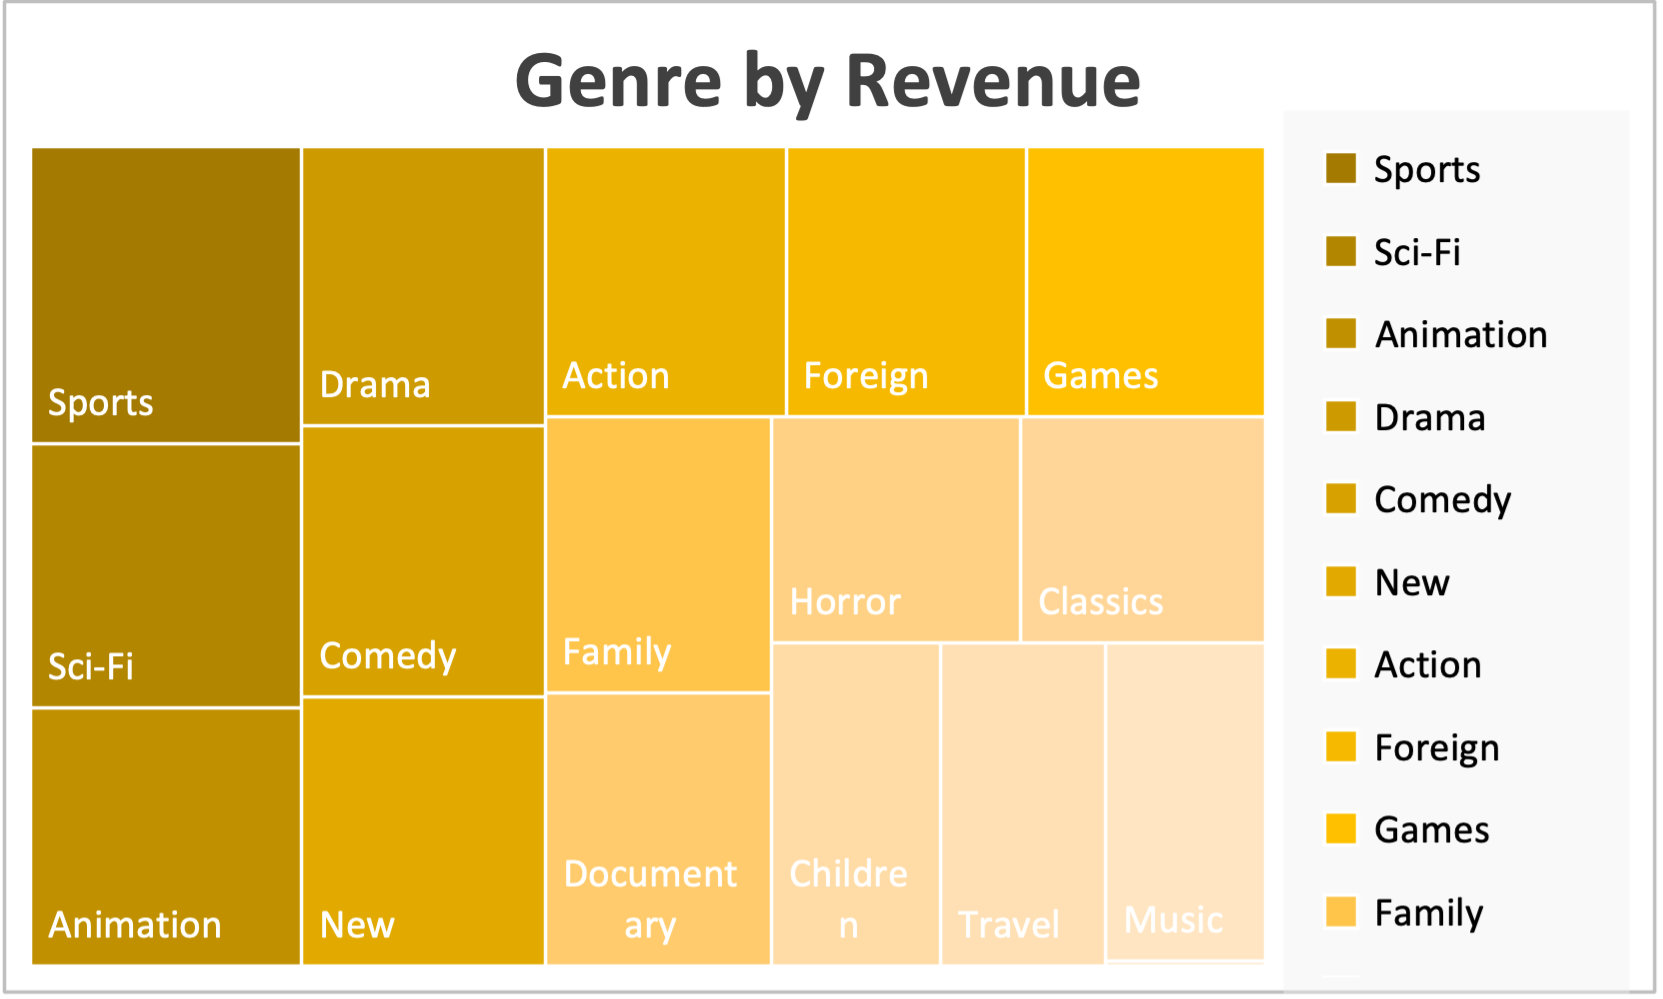 Genre by Revenue
Sports
Drama
Action
Foreign
Games
Sci-Fi
Comedy
Family
Horror
Classics
Animation
New
Document
ary
Childre
n
Travel
Music
Sports
Sci-Fi
Animation
Drama
Comedy
New
Action
Foreign
Games
Family